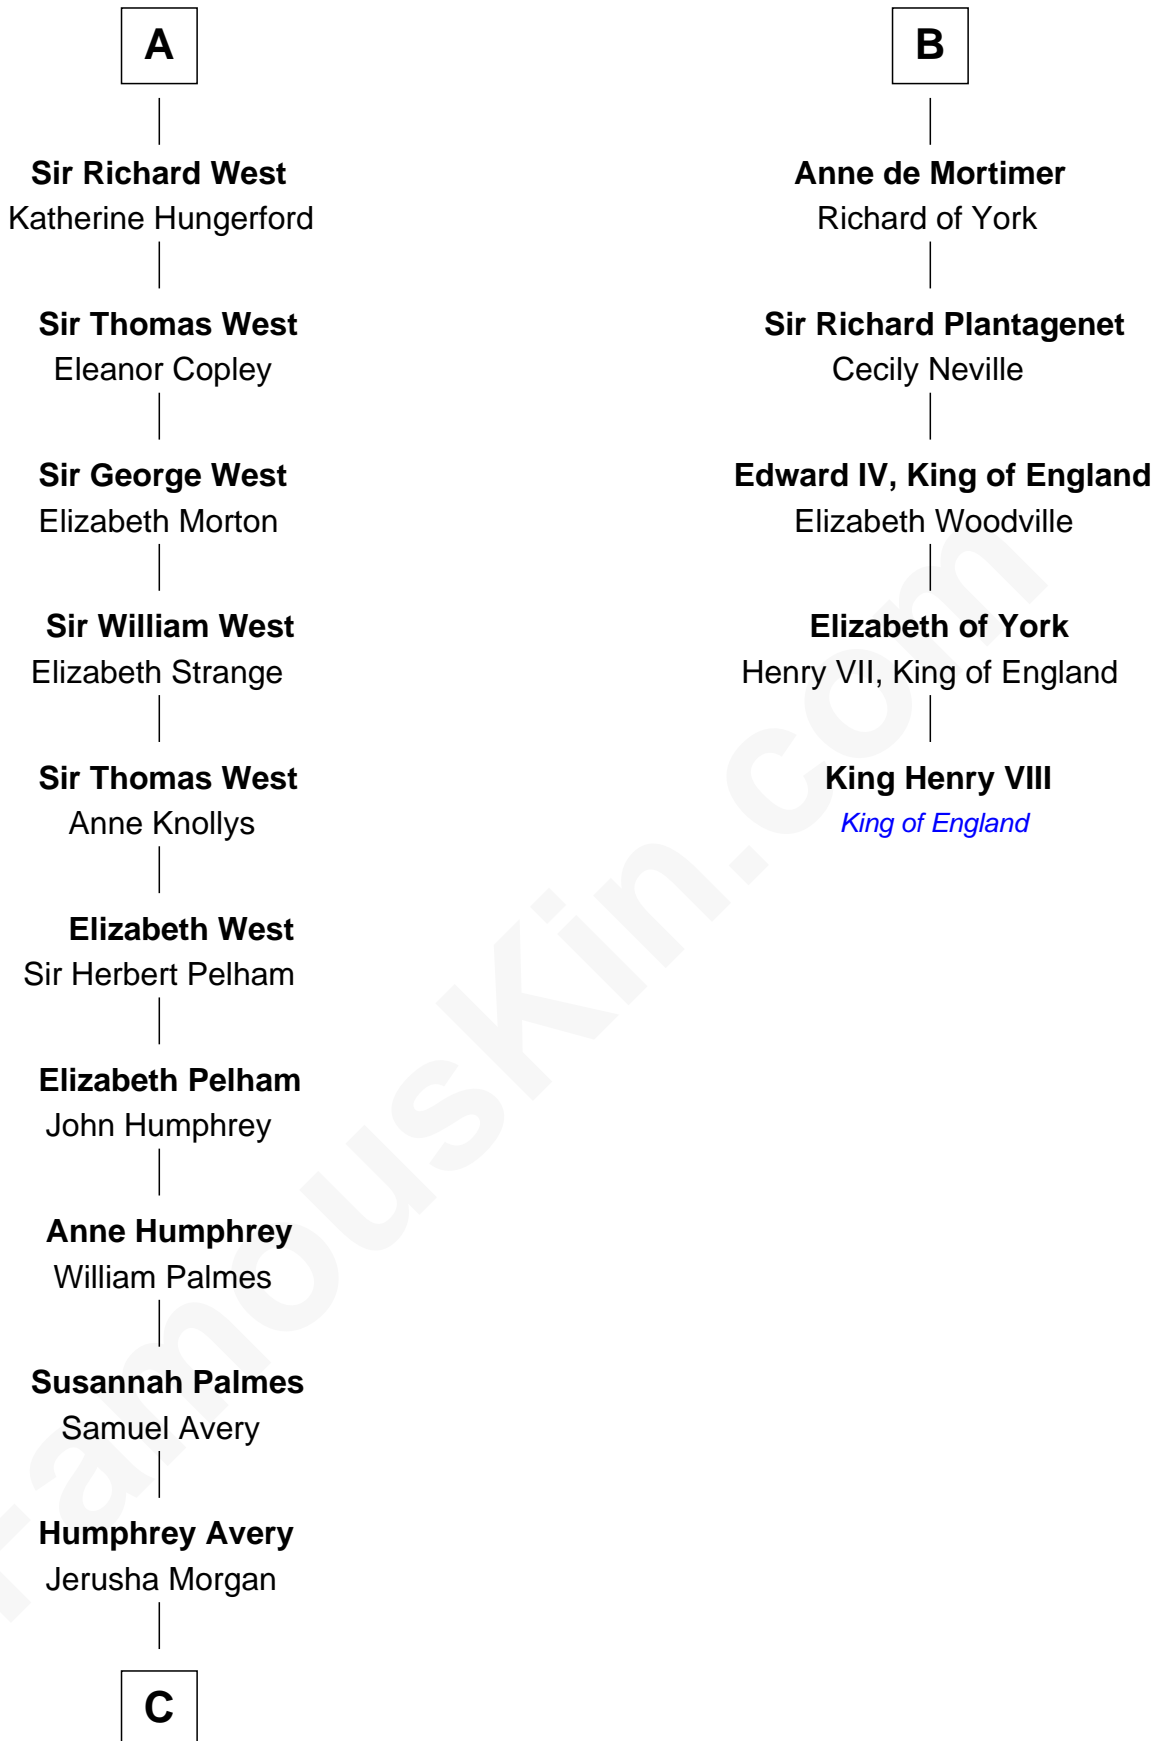 A
Sir Richard West
Katherine Hungerford
Sir Thomas West
Eleanor Copley
Sir George West
Elizabeth Morton
Sir William West
Elizabeth Strange
Sir Thomas West
Anne Knollys
Elizabeth West
Sir Herbert Pelham
Elizabeth Pelham
John Humphrey
Anne Humphrey
William Palmes
Susannah Palmes
Samuel Avery
Humphrey Avery
Jerusha Morgan
C
B
Anne de Mortimer
Richard of York
Sir Richard Plantagenet
Cecily Neville
Edward IV, King of England
Elizabeth Woodville
Elizabeth of York
Henry VII, King of England
King Henry VIII
King of England
FamousKin.com